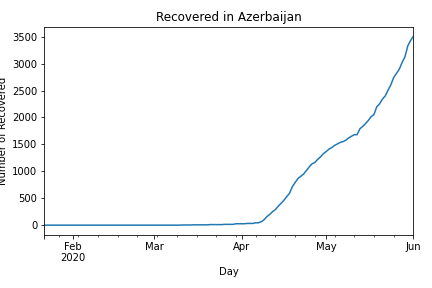 Recovered in Azerbaijan
Number of Recovered
3500
3000
2500
2000
1500
1000
500
0
Feb
2020
Mar
Apr
May
Jun
Day